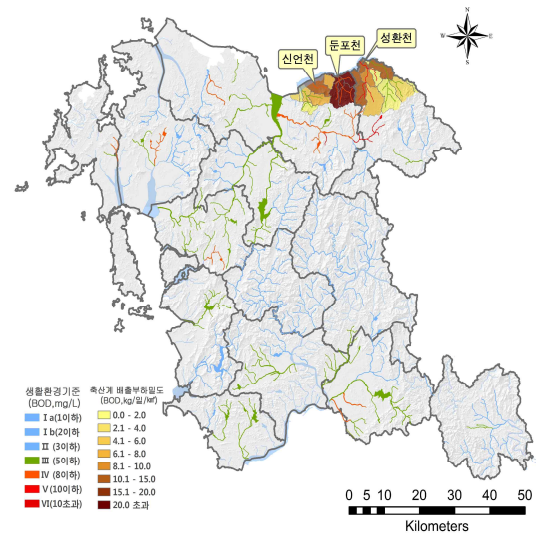 신언천
둔포천
성환천
N
W
E
S
생활환경기준
(BOD,mg/L)
Ⅰa(1이하)
Ⅰb(2이하
Ⅱ (3이하)
Ⅲ (5이하)
Ⅳ (8이하)
Ⅴ (10이하)
Ⅵ(10초과)
축산계 배출부하밀도
(BOD,kg/일/㎢)
0.0 - 2.0
2.1 - 4.0
4.1 - 6.0
6.1 - 8.0
8.1 - 10.0
10.1 - 15.0
15.1 - 20.0
20.0 초과
0 5 10 20 30 40 50
Kilometers